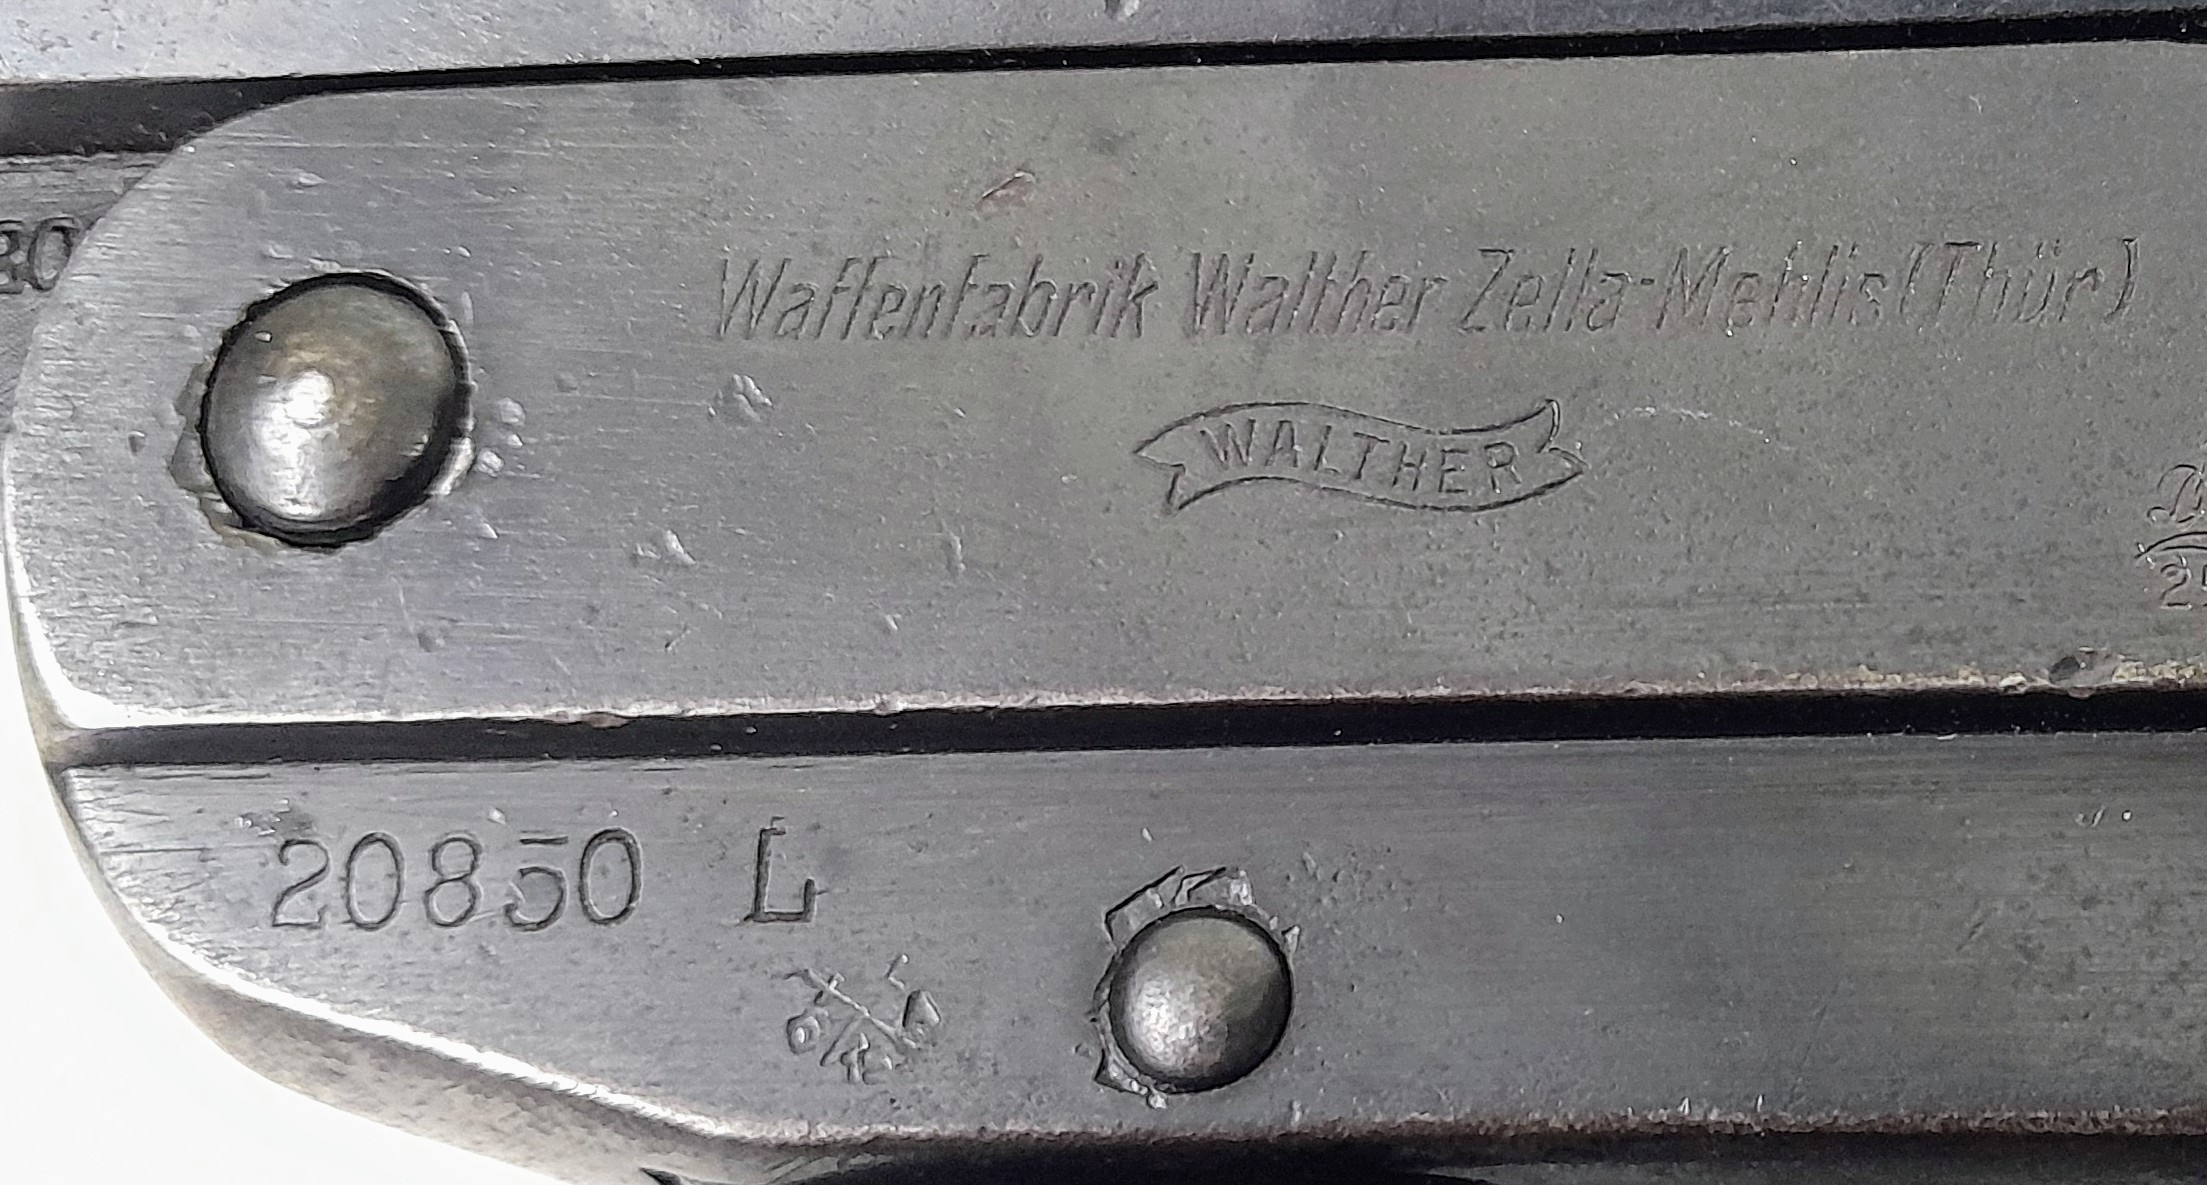 Waffenfabrik Walther Zella-Mehlis (Thür)
WALTHER
20850 L